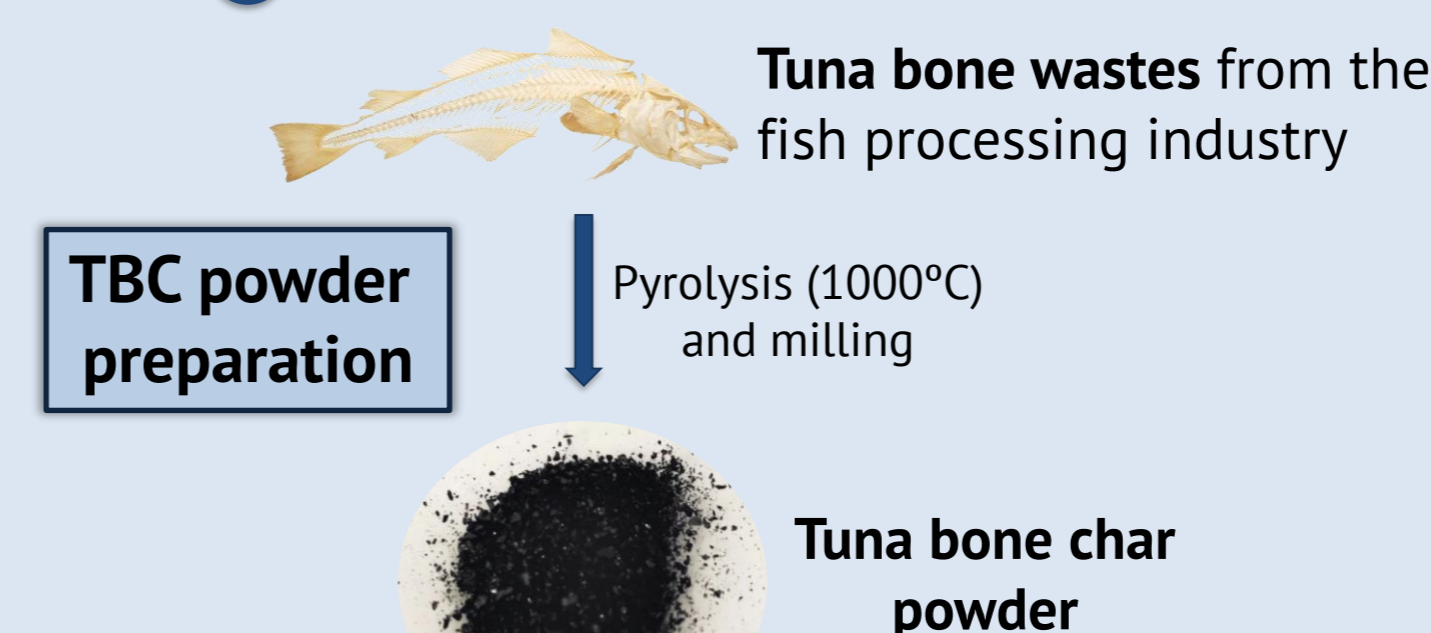 Tuna bone wastes from the
fish processing industry
TBC powder
preparation
Pyrolysis (1000ºC)
and milling
Tuna bone char
powder